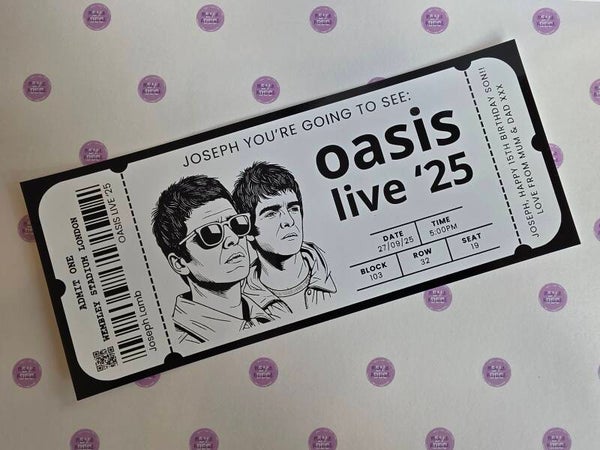 ADMIT ONE
WEMBLEY STADIUM LONDON
OASIS LIVE '25
Joseph Lamb
JOSEPH YOU'RE GOING TO SEE:
oasis
live '25
DATE
27/09/25
TIME
5:00PM
BLOCK
103
ROW
32
SEAT
19
JOSEPH, HAPPY 15TH BIRTHDAY SON!!
LOVE FROM MUM & DAD XXX